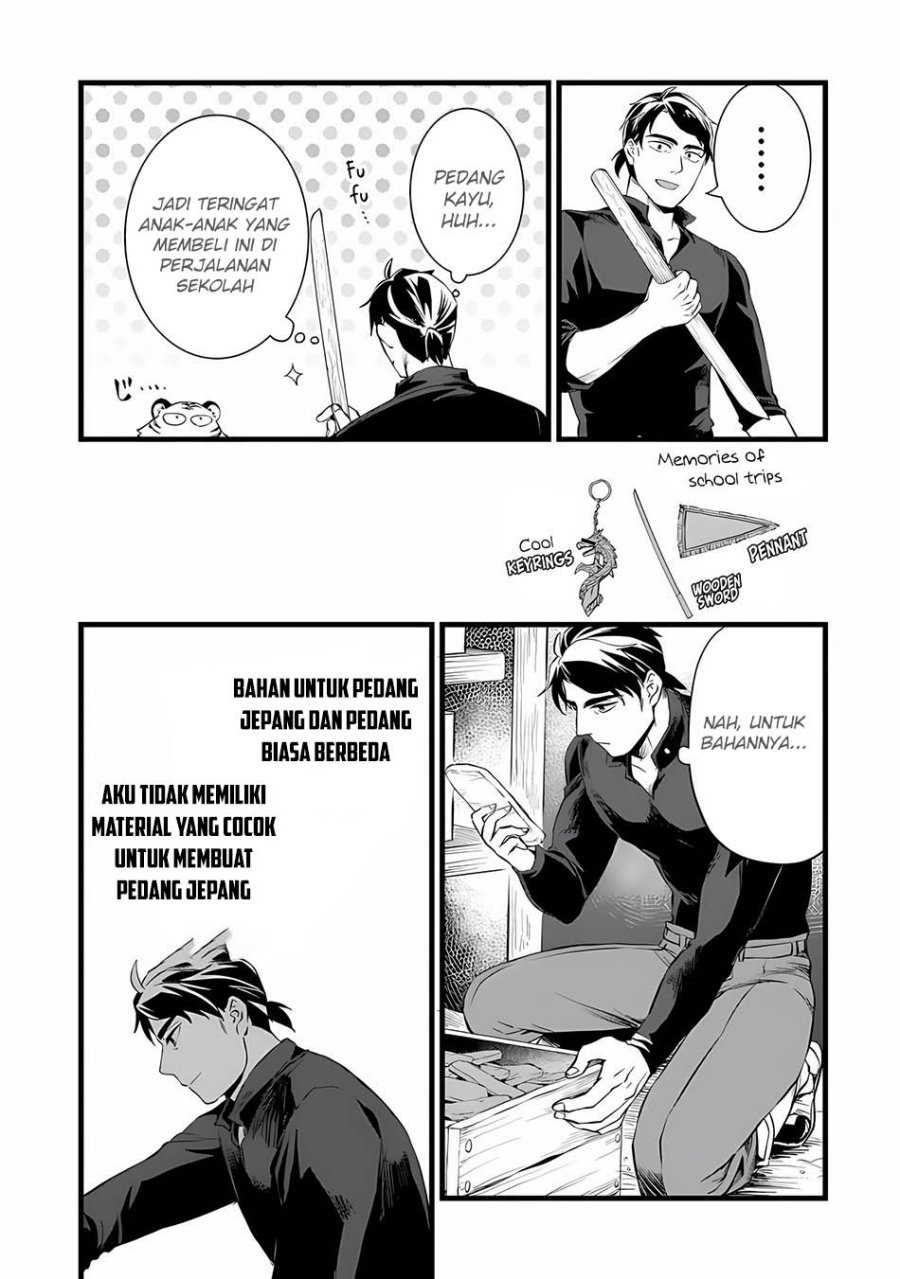 ......
PEDANG
KAYU,
HUH...
Fu
fu
...
JADI TERINGAT
ANAK-ANAK YANG
MEMBELI INI DI
PERJALANAN
SEKOLAH
じ....
Memories of
school trips
Cool
KEYRINGS
WOODEN
SWORD
PENNANT
NAH, UNTUK
BAHANNYA...
BAHAN UNTUK PEDANG
JEPANG DAN PEDANG
BIASA BERBEDA
AKU TIDAK MEMILIKI
MATERIAL YANG COCOK
UNTUK MEMBUAT
PEDANG JEPANG